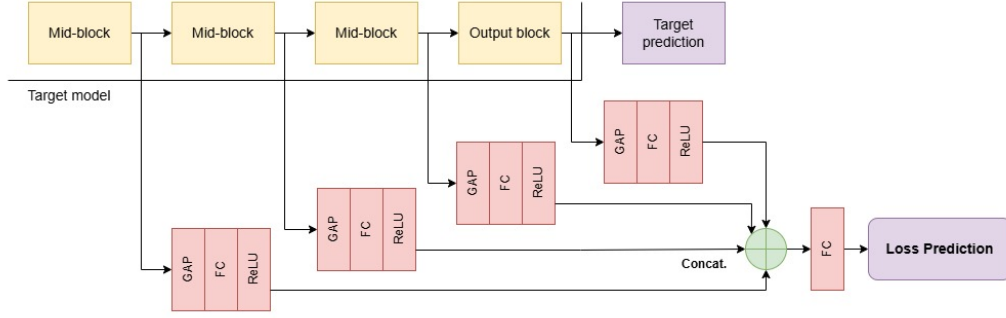 Mid-block
Mid-block
Mid-block
Output block
Target
prediction
Target model
GAP
FC
ReLU
GAP
FC
ReLU
GAP
FC
ReLU
GAP
FC
ReLU
Concat.
FC
Loss Prediction